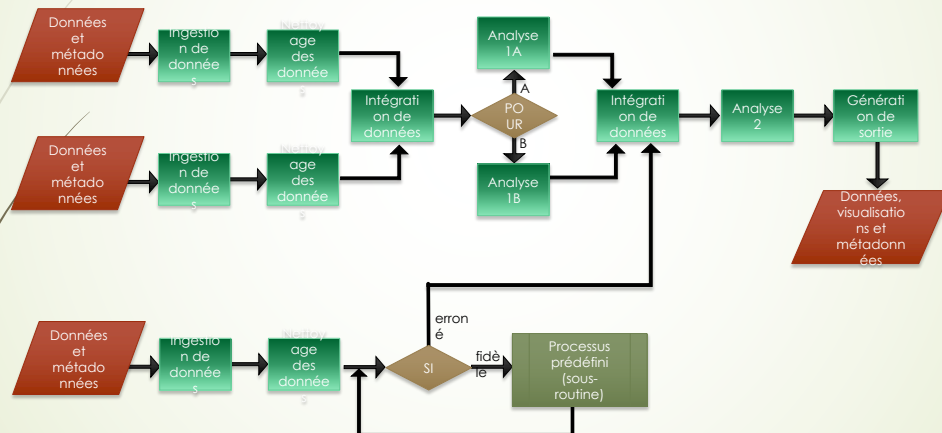 Données
et
métado
nnées
Ingestio
n de
donnée
s
Nettoy
age
des
donnée
s
Intégrati
on de
données
Analyse
1A
A
PO
UR
B
Analyse
1B
Intégrati
on de
données
Analyse
2
Générati
on de
sortie
Données,
visualisatio
ns et
métadonn
ées
Données
et
métado
nnées
Ingestio
n de
donnée
s
Nettoy
age
des
donnée
s
Données
et
métado
nnées
Ingestio
n de
donnée
s
Nettoy
age
des
donnée
s
erron
é
SI
fidè
le
Processus
prédéfini
(sous-
routine)